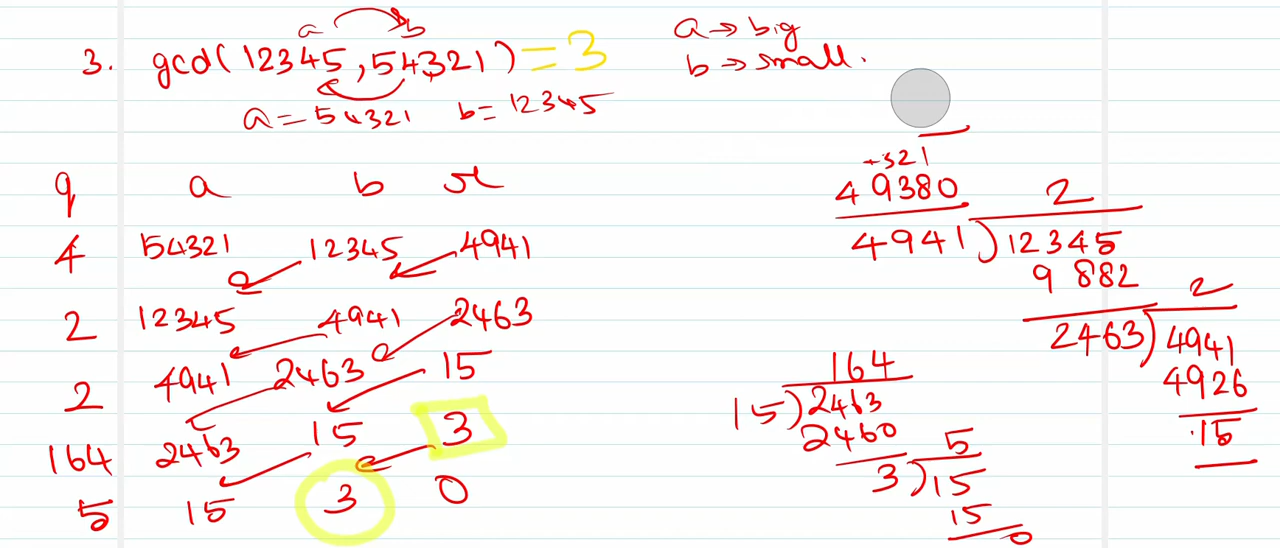 a b
3. gcd(12345, 54321) = 3
a = 54321 b = 12345
a → big
b → small.
q a b r
4 54321 12345 4941
2 12345 4941 2463
2 4941 2463 15
164 2463 15 3
5 15 3 0
321
49380
2
4941)12345
9882
2
2463)4941
4926
15
164
15)2463
2460
5
3)15
15
0